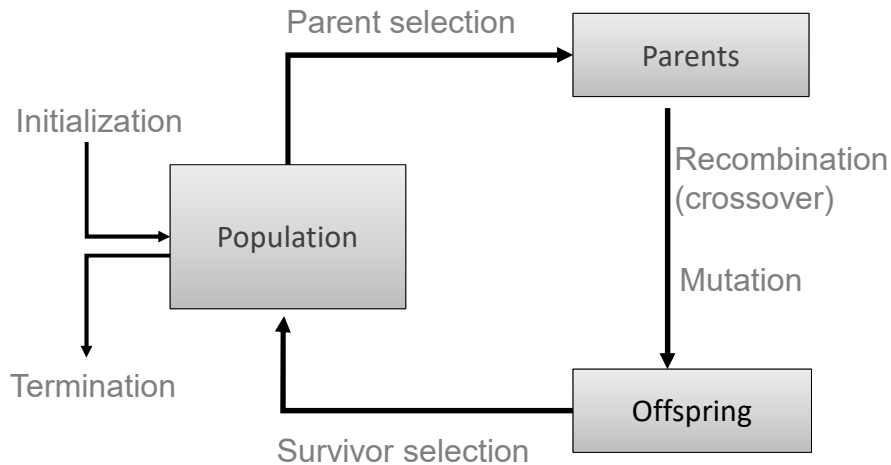 Parent selection
Parents
Initialization
Recombination
(crossover)
Population
Mutation
Termination
Offspring
Survivor selection